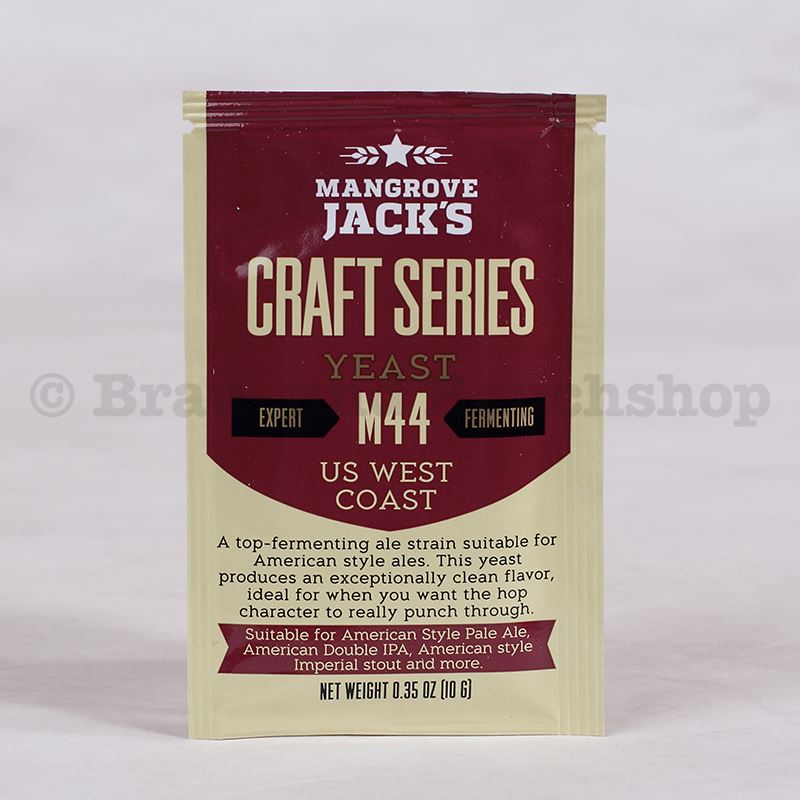 MANGROVE
JACK'S
CRAFT SERIES
YEAST
EXPERT M44 FERMENTING
US WEST
COAST
A top-fermenting ale strain suitable for
American style ales. This yeast
produces an exceptionally clean flavor,
ideal for when you want the hop
character to really punch through.
Suitable for American Style Pale Ale,
American Double IPA, American style
Imperial stout and more.
NET WEIGHT 0.35 OZ (10 G)
©